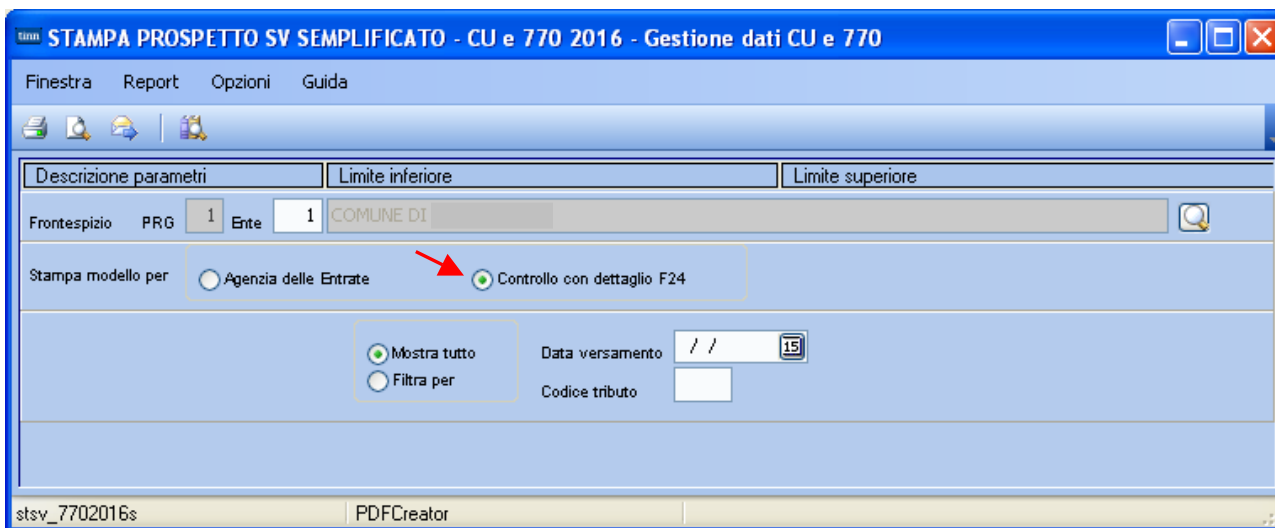 tinn STAMPA PROSPETTO SV SEMPLIFICATO - CU e 770 2016 - Gestione dati CU e 770
Finestra Report Opzioni Guida
Descrizione parametri Limite inferiore Limite superiore
Frontespizio PRG 1 Ente 1 COMUNE DI
Stampa modello per Agenzia delle Entrate Controllo con dettaglio F24
Mostra tutto Data versamento / / 15
Filtra per Codice tributo
stsv_7702016s PDFCreator